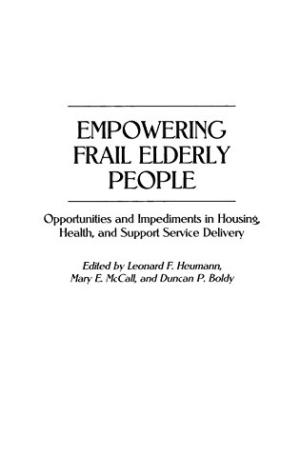 EMPOWERING
FRAIL ELDERLY
PEOPLE
Opportunities and Impediments in Housing,
Health, and Support Service Delivery
Edited by Leonard F. Heumann,
Mary E. McCall, and Duncan P. Boldy